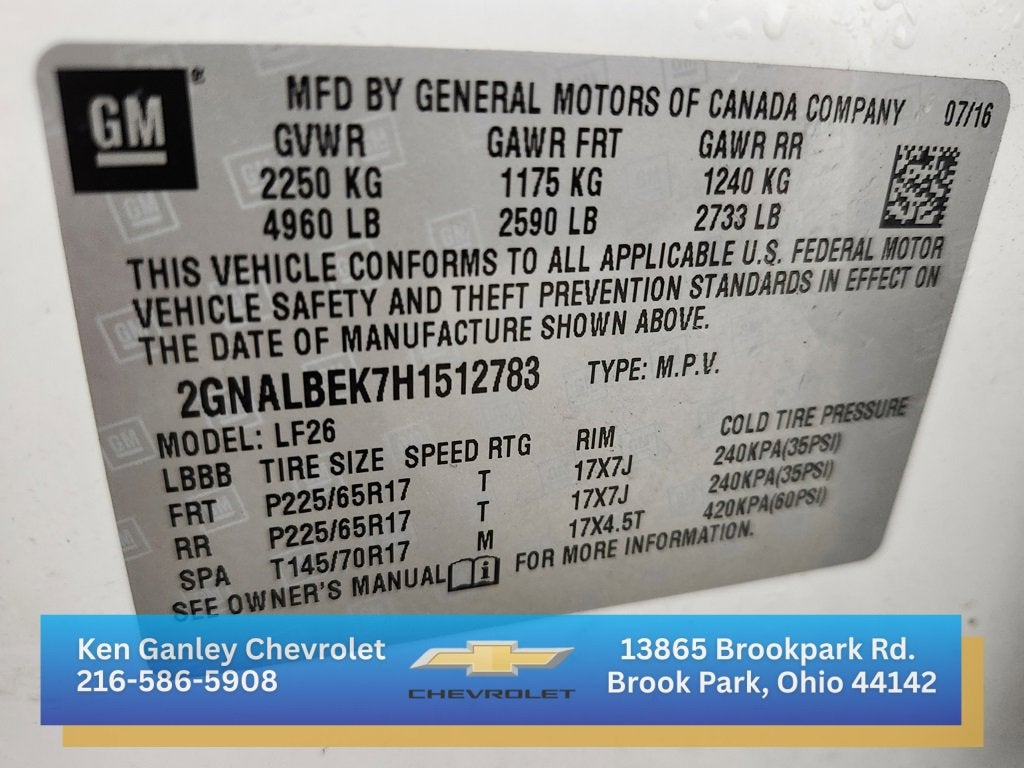 GM®
MFD BY GENERAL MOTORS OF CANADA COMPANY 07/16
GVWR GAWR FRT GAWR RR
2250 KG 1175 KG 1240 KG
4960 LB 2590 LB 2733 LB
THIS VEHICLE CONFORMS TO ALL APPLICABLE U.S. FEDERAL MOTOR
VEHICLE SAFETY AND THEFT PREVENTION STANDARDS IN EFFECT ON
THE DATE OF MANUFACTURE SHOWN ABOVE.
2GNALBEK7H1512783 TYPE: M.P.V.
MODEL: LF26
LBBB TIRE SIZE SPEED RTG RIM COLD TIRE PRESSURE
FRT P225/65R17 T 17X7J 240KPA(35PSI)
RR P225/65R17 T 17X7J 240KPA(35PSI)
SPA T145/70R17 M 17X4.5T 420KPA(60PSI)
SEE OWNER'S MANUAL FOR MORE INFORMATION.
Ken Ganley Chevrolet
216-586-5908
CHEVROLET
13865 Brookpark Rd.
Brook Park, Ohio 44142